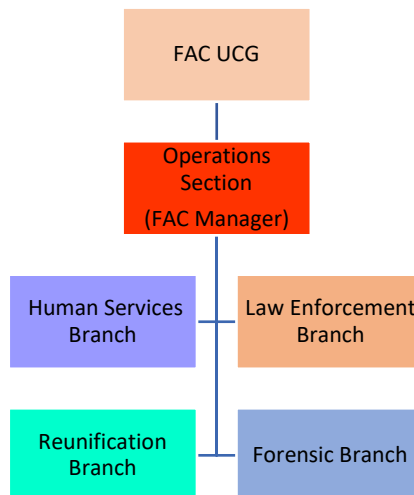 FAC UCG
Operations
Section
(FAC Manager)
Human Services
Branch
Law Enforcement
Branch
Reunification
Branch
Forensic Branch